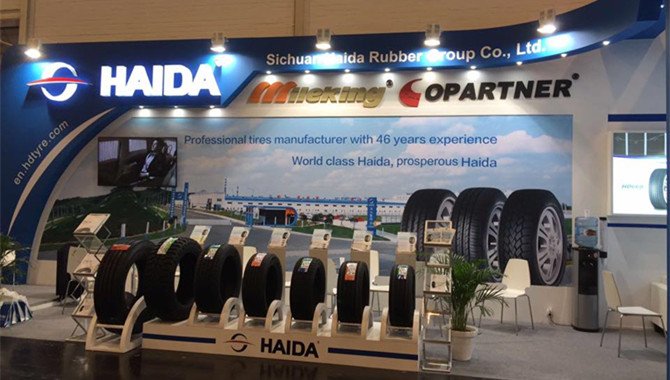 Sichuan Haida Rubber Group Co., Ltd.
HAIDA®
Mileking® COPARTNER®
en.hdtyre.com
Professional tires manufacturer with 46 years experience
World class Haida, prosperous Haida
HAIDA®